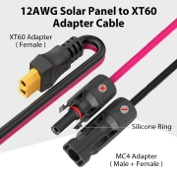 12AWG Solar Panel to XT60
Adapter Cable
XT60 Adapter
( Female )
Silicone Ring
MC4 Adapter
( Male + Female )